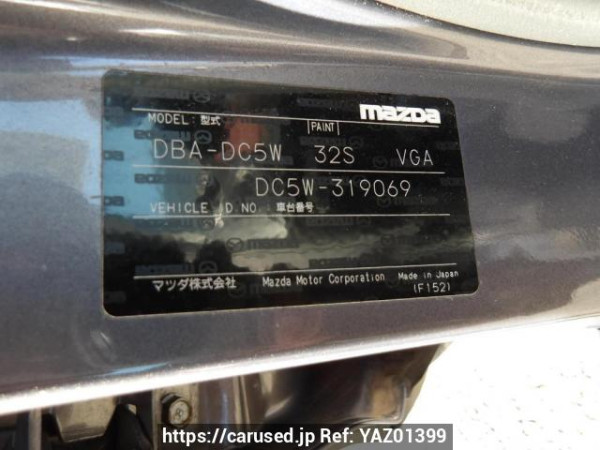 mazda
MODEL:型式 PAINT
DBA-DC5W 32S VGA
DC5W-319069
VEHICLE I.D NO. 車台番号
マツダ株式会社 Mazda Motor Corporation Made in Japan
(F152)
https://carused.jp Ref: YAZ01399